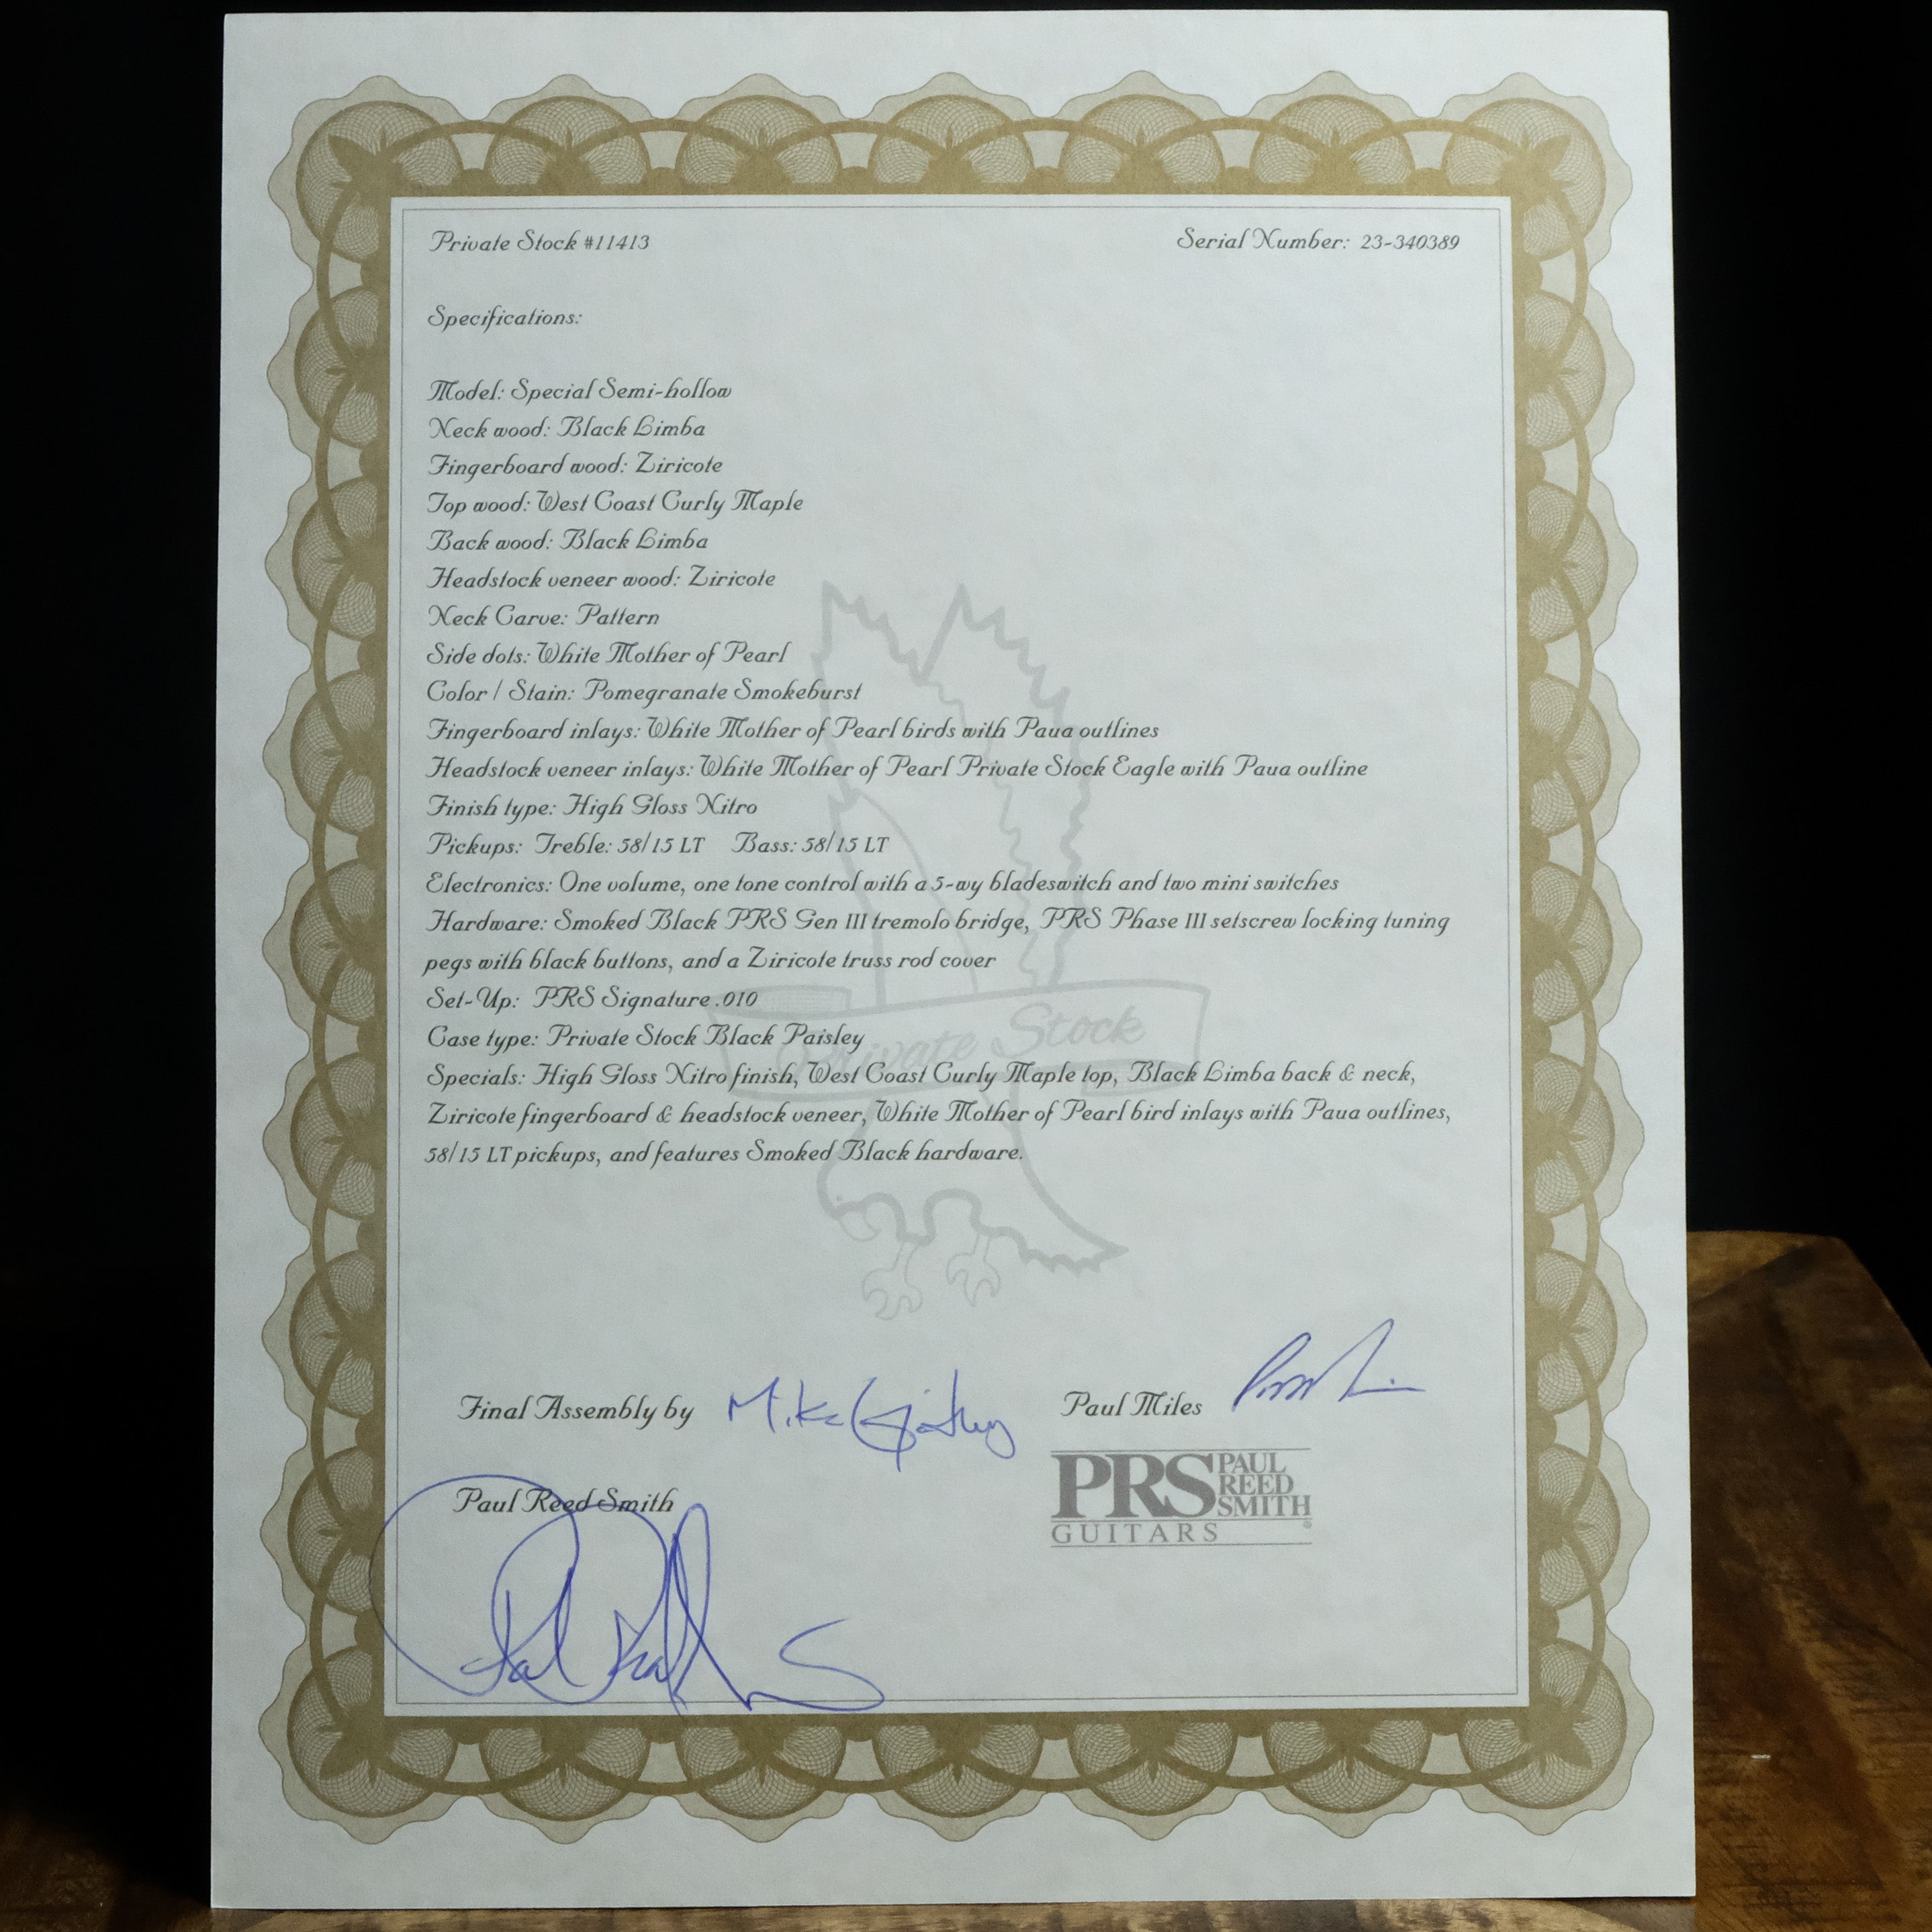 Private Stock #11413
Serial Number: 23-340389
Specifications:
Model: Special Semi-hollow
Neck wood: Black Limba
Fingerboard wood: Ziricote
Top wood: West Coast Curly Maple
Back wood: Black Limba
Headstock veneer wood: Ziricote
Neck Carve: Pattern
Side dots: White Mother of Pearl
Color / Stain: Pomegranate Smokeburst
Fingerboard inlays: White Mother of Pearl birds with Paua outlines
Headstock veneer inlays: White Mother of Pearl Private Stock Eagle with Paua outline
Finish type: High Gloss Nitro
Pickups: Treble: 58/15 LT Bass: 58/15 LT
Electronics: One volume, one tone control with a 5-wy bladeswitch and two mini switches
Hardware: Smoked Black PRS Gen III tremolo bridge, PRS Phase III setscrew locking tuning
pegs with black buttons, and a Ziricote truss rod cover
Set-Up: PRS Signature .010
Case type: Private Stock Black Paisley
Private Stock
Specials: High Gloss Nitro finish, West Coast Curly Maple top, Black Limba back & neck,
Ziricote fingerboard & headstock veneer, White Mother of Pearl bird inlays with Paua outlines,
58/15 LT pickups, and features Smoked Black hardware.
Final Assembly by Mike
Paul Miles
Paul Reed Smith
PRS PAUL
REED
SMITH
GUITARS